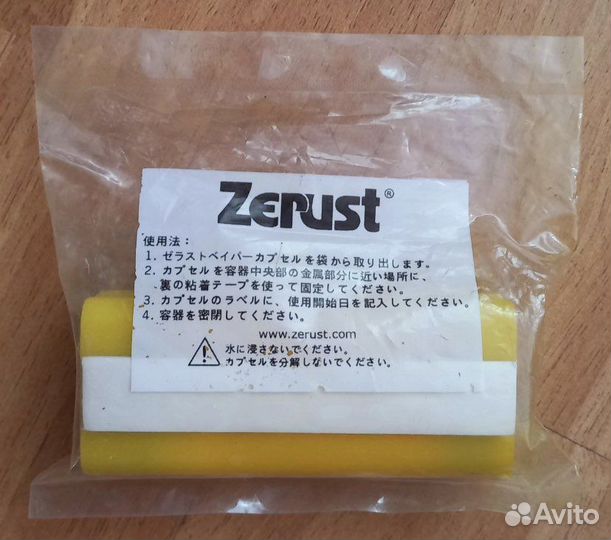 Zerust®
使用法：
1. ゼラストベイパーカプセルを袋から取り出します。
2. カプセルを容器中央部の金属部分に近い場所に、
裏の粘着テープを使って固定してください。
3. カプセルのラベルに、使用開始日を記入してください。
4. 容器を密閉してください。
www.zerust.com
水に浸さないでください。
カプセルを分解しないでください。
Avito